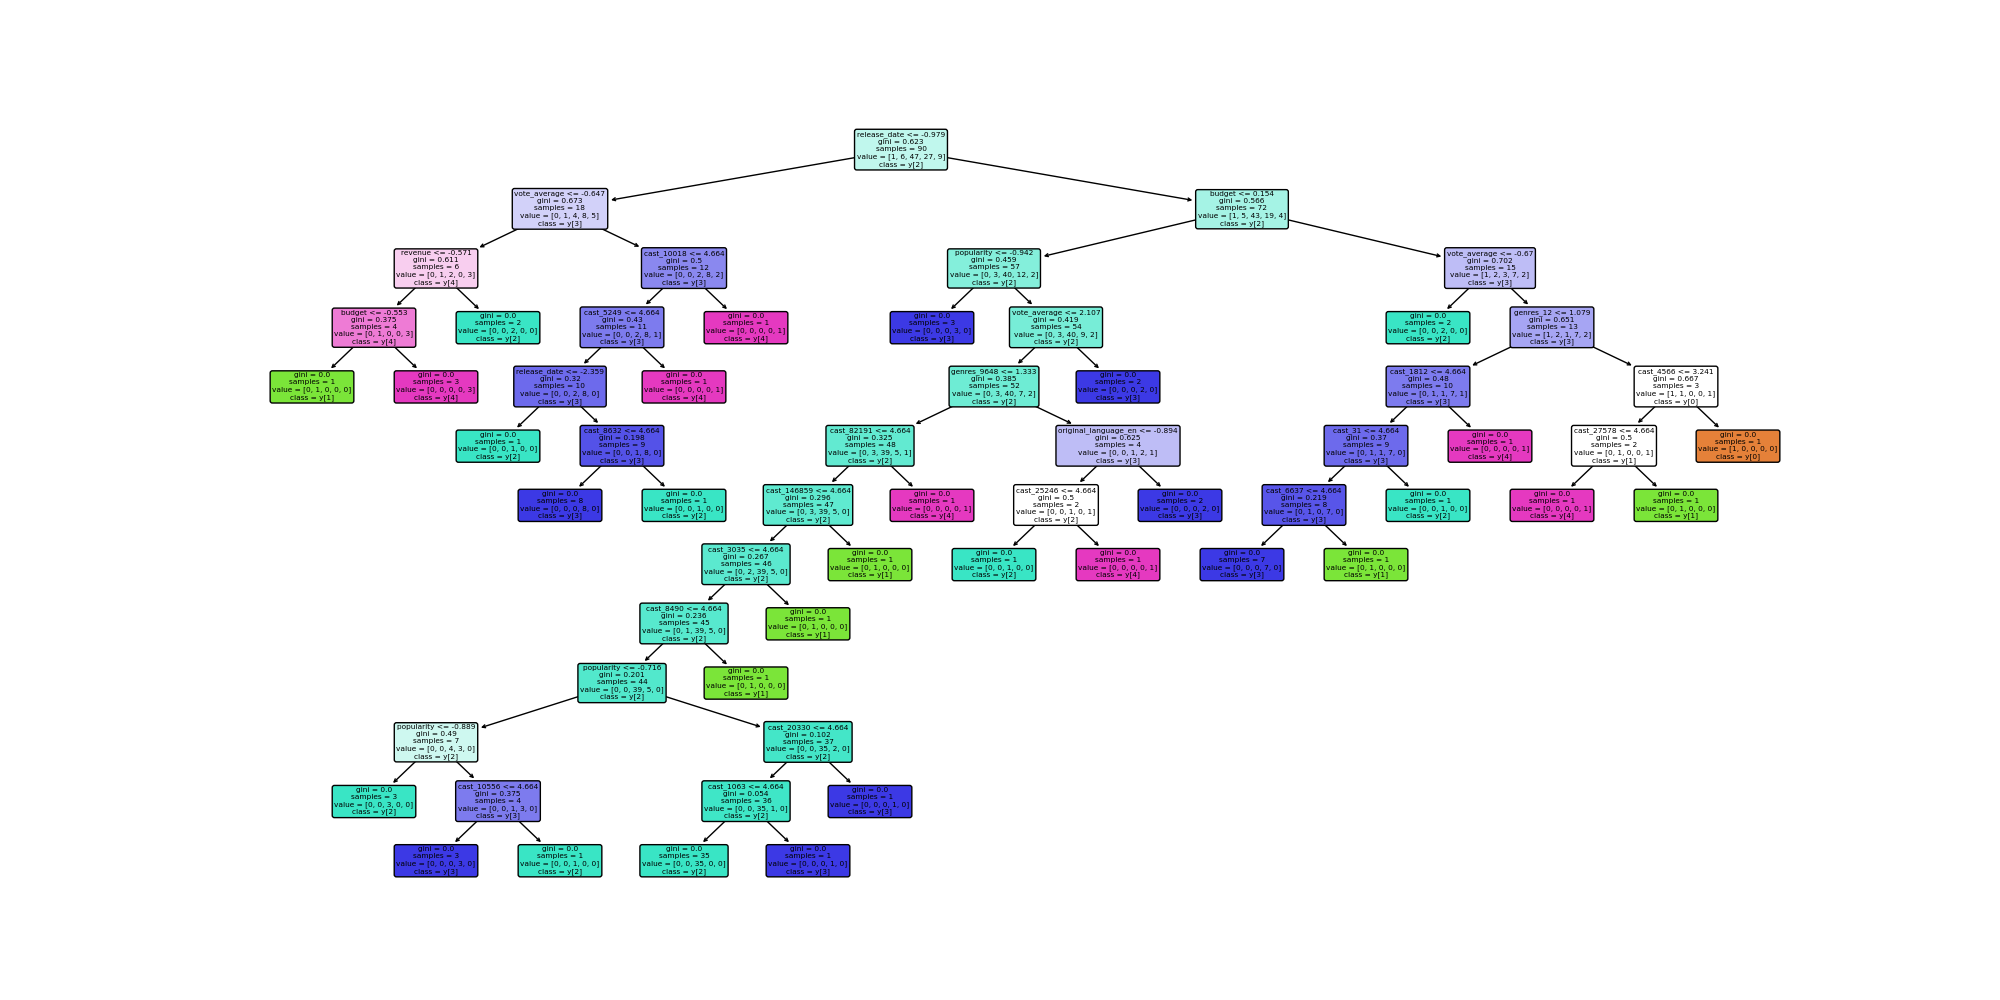 release_date <= -0.979
gini = 0.623
samples = 90
value = [1, 6, 47, 27, 9]
class = y[2]
vote_average <= -0.647
gini = 0.673
samples = 18
value = [0, 1, 4, 8, 5]
class = y[3]
budget <= 0.154
gini = 0.566
samples = 72
value = [1, 5, 43, 19, 4]
class = y[2]
revenue <= -0.571
gini = 0.611
samples = 6
value = [0, 1, 2, 0, 3]
class = y[4]
cast_10018 <= 4.664
gini = 0.5
samples = 12
value = [0, 0, 2, 8, 2]
class = y[3]
popularity <= -0.942
gini = 0.459
samples = 57
value = [0, 3, 40, 12, 2]
class = y[2]
vote_average <= -0.67
gini = 0.702
samples = 15
value = [1, 2, 3, 7, 2]
class = y[3]
budget <= -0.553
gini = 0.375
samples = 4
value = [0, 1, 0, 0, 3]
class = y[4]
gini = 0.0
samples = 2
value = [0, 0, 2, 0, 0]
class = y[2]
cast_5249 <= 4.664
gini = 0.43
samples = 11
value = [0, 0, 2, 8, 1]
class = y[3]
gini = 0.0
samples = 1
value = [0, 0, 0, 0, 1]
class = y[4]
gini = 0.0
samples = 3
value = [0, 0, 0, 3, 0]
class = y[3]
vote_average <= 2.107
gini = 0.419
samples = 54
value = [0, 3, 40, 9, 2]
class = y[2]
gini = 0.0
samples = 2
value = [0, 0, 2, 0, 0]
class = y[2]
genres_12 <= 1.079
gini = 0.651
samples = 13
value = [1, 2, 1, 7, 2]
class = y[3]
gini = 0.0
samples = 1
value = [0, 1, 0, 0, 0]
class = y[1]
gini = 0.0
samples = 3
value = [0, 0, 0, 0, 3]
class = y[4]
release_date <= -2.359
gini = 0.32
samples = 10
value = [0, 0, 2, 8, 0]
class = y[3]
gini = 0.0
samples = 1
value = [0, 0, 0, 0, 1]
class = y[4]
genres_9648 <= 1.333
gini = 0.385
samples = 52
value = [0, 3, 40, 7, 2]
class = y[2]
gini = 0.0
samples = 2
value = [0, 0, 0, 2, 0]
class = y[3]
cast_1812 <= 4.664
gini = 0.48
samples = 10
value = [0, 1, 1, 7, 1]
class = y[3]
cast_4566 <= 3.241
gini = 0.667
samples = 3
value = [1, 1, 0, 0, 1]
class = y[0]
gini = 0.0
samples = 1
value = [0, 0, 1, 0, 0]
class = y[2]
cast_8632 <= 4.664
gini = 0.198
samples = 9
value = [0, 0, 1, 8, 0]
class = y[3]
cast_82191 <= 4.664
gini = 0.325
samples = 48
value = [0, 3, 39, 5, 1]
class = y[2]
original_language_en <= -0.894
gini = 0.625
samples = 4
value = [0, 0, 1, 2, 1]
class = y[3]
cast_31 <= 4.664
gini = 0.37
samples = 9
value = [0, 1, 1, 7, 0]
class = y[3]
gini = 0.0
samples = 1
value = [0, 0, 0, 0, 1]
class = y[4]
cast_27578 <= 4.664
gini = 0.5
samples = 2
value = [0, 1, 0, 0, 1]
class = y[1]
gini = 0.0
samples = 1
value = [1, 0, 0, 0, 0]
class = y[0]
gini = 0.0
samples = 8
value = [0, 0, 0, 8, 0]
class = y[3]
gini = 0.0
samples = 1
value = [0, 0, 1, 0, 0]
class = y[2]
cast_146859 <= 4.664
gini = 0.296
samples = 47
value = [0, 3, 39, 5, 0]
class = y[2]
gini = 0.0
samples = 1
value = [0, 0, 0, 0, 1]
class = y[4]
cast_25246 <= 4.664
gini = 0.5
samples = 2
value = [0, 0, 1, 0, 1]
class = y[2]
gini = 0.0
samples = 2
value = [0, 0, 0, 2, 0]
class = y[3]
cast_6637 <= 4.664
gini = 0.219
samples = 8
value = [0, 1, 0, 7, 0]
class = y[3]
gini = 0.0
samples = 1
value = [0, 0, 1, 0, 0]
class = y[2]
gini = 0.0
samples = 1
value = [0, 0, 0, 0, 1]
class = y[4]
gini = 0.0
samples = 1
value = [0, 1, 0, 0, 0]
class = y[1]
cast_3035 <= 4.664
gini = 0.267
samples = 46
value = [0, 2, 39, 5, 0]
class = y[2]
gini = 0.0
samples = 1
value = [0, 1, 0, 0, 0]
class = y[1]
gini = 0.0
samples = 1
value = [0, 0, 1, 0, 0]
class = y[2]
gini = 0.0
samples = 1
value = [0, 0, 0, 0, 1]
class = y[4]
gini = 0.0
samples = 7
value = [0, 0, 0, 7, 0]
class = y[3]
gini = 0.0
samples = 1
value = [0, 1, 0, 0, 0]
class = y[1]
cast_8490 <= 4.664
gini = 0.236
samples = 45
value = [0, 1, 39, 5, 0]
class = y[2]
gini = 0.0
samples = 1
value = [0, 1, 0, 0, 0]
class = y[1]
popularity <= -0.716
gini = 0.201
samples = 44
value = [0, 0, 39, 5, 0]
class = y[2]
gini = 0.0
samples = 1
value = [0, 1, 0, 0, 0]
class = y[1]
popularity <= -0.889
gini = 0.49
samples = 7
value = [0, 0, 4, 3, 0]
class = y[2]
cast_20330 <= 4.664
gini = 0.102
samples = 37
value = [0, 0, 35, 2, 0]
class = y[2]
gini = 0.0
samples = 3
value = [0, 0, 3, 0, 0]
class = y[2]
cast_10556 <= 4.664
gini = 0.375
samples = 4
value = [0, 0, 1, 3, 0]
class = y[3]
cast_1063 <= 4.664
gini = 0.054
samples = 36
value = [0, 0, 35, 1, 0]
class = y[2]
gini = 0.0
samples = 1
value = [0, 0, 0, 1, 0]
class = y[3]
gini = 0.0
samples = 3
value = [0, 0, 0, 3, 0]
class = y[3]
gini = 0.0
samples = 1
value = [0, 0, 1, 0, 0]
class = y[2]
gini = 0.0
samples = 35
value = [0, 0, 35, 0, 0]
class = y[2]
gini = 0.0
samples = 1
value = [0, 0, 0, 1, 0]
class = y[3]